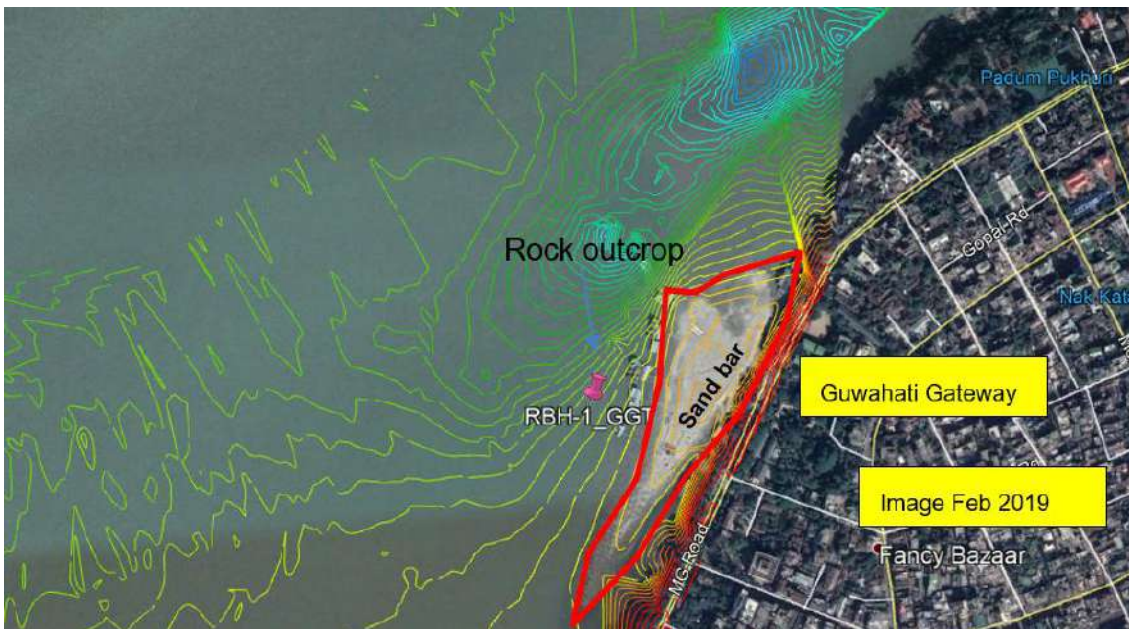 Padum Pukhuri
Gopal Rd
Rock outcrop
Nak Kata
Sand bar
Guwahati Gateway
RBH-1_GGT
Image Feb 2019
MG Road
Fancy Bazaar